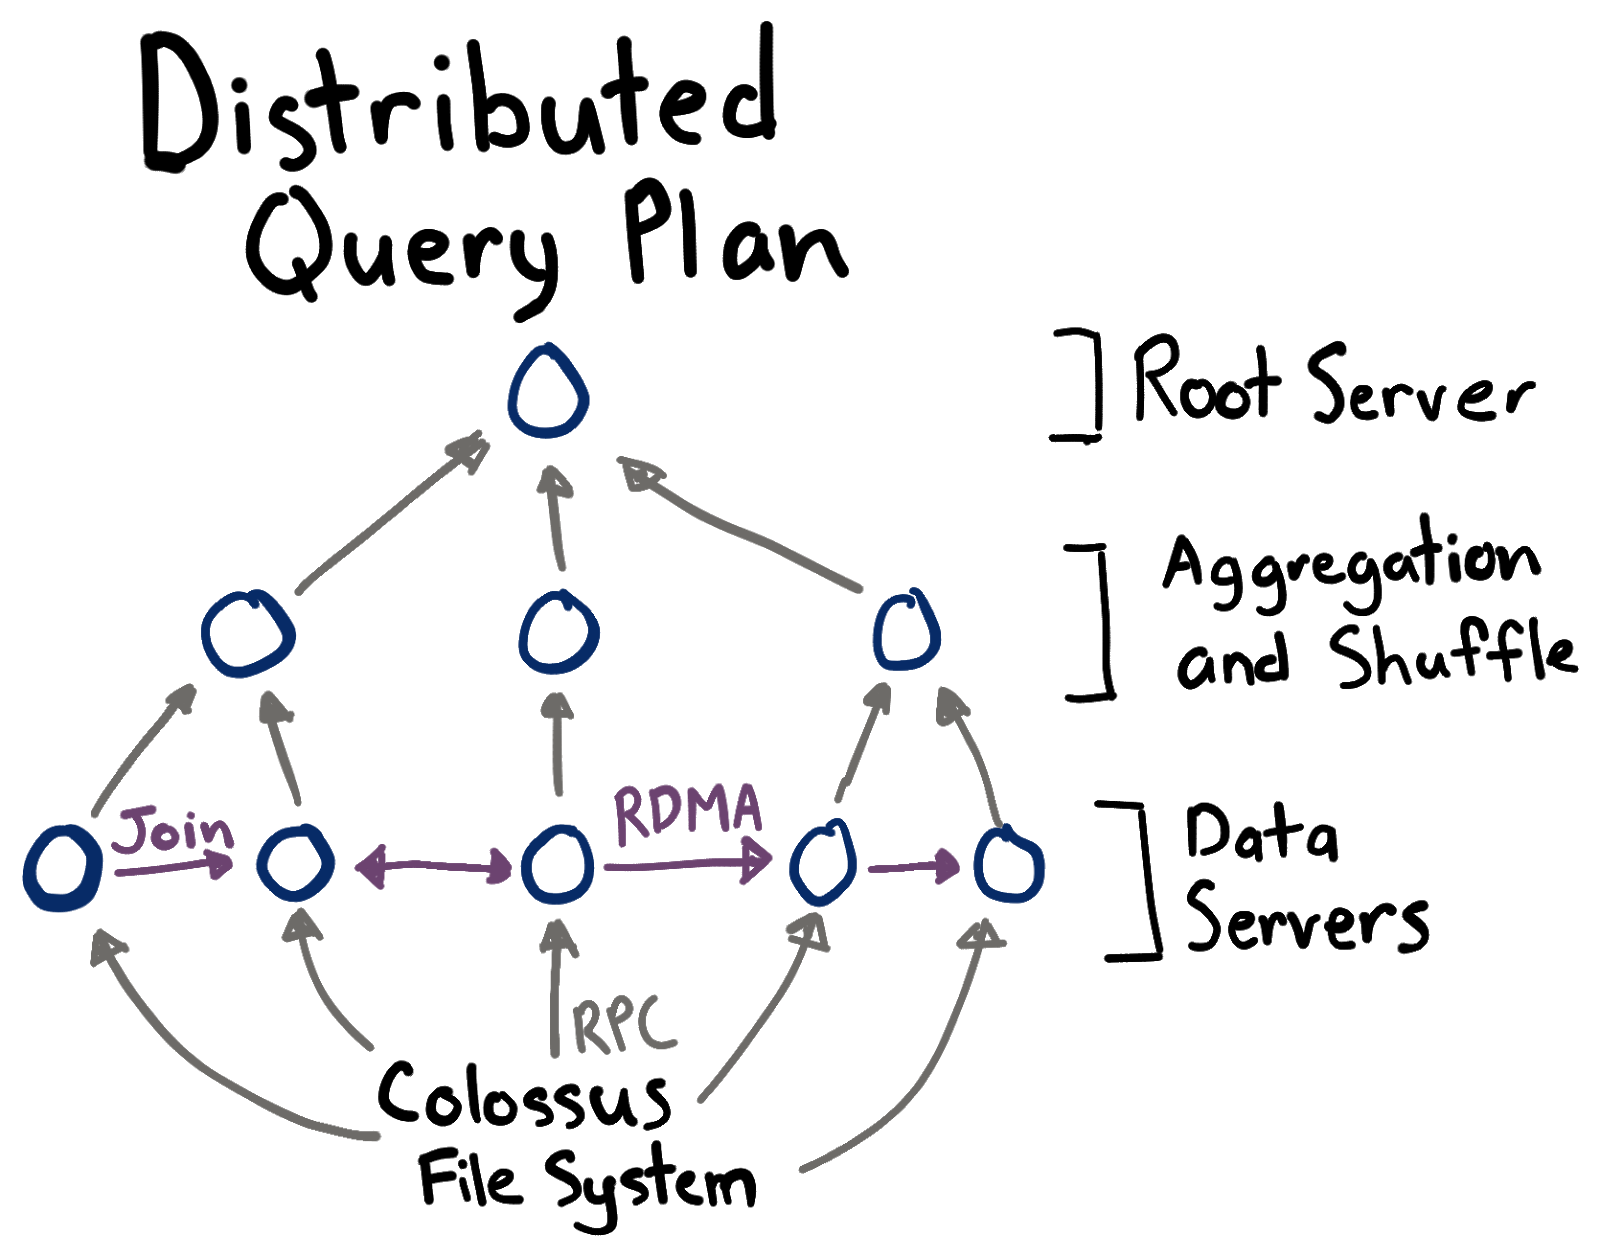 Distributed
Query Plan
Root Server
Aggregation
and Shuffle
Join
RDMA
Data
Servers
RPC
Colossus
File System